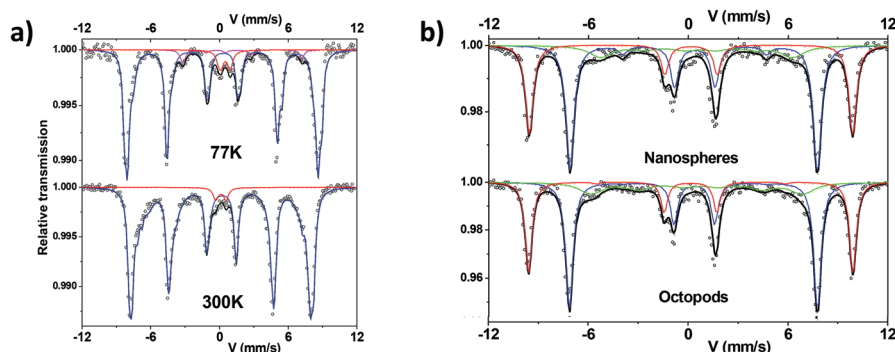 a)
V (mm/s)
-12 -6 0 6 12
1.000
0.995
0.990
77K
1.000
0.995
0.990
300K
Relative transmission
-12 -6 0 6 12
V (mm/s)
b)
V (mm/s)
-12 -6 0 6 12
1.00
0.98
Nanospheres
1.00
0.98
0.96
Octopods
-12 -6 0 6 12
V (mm/s)